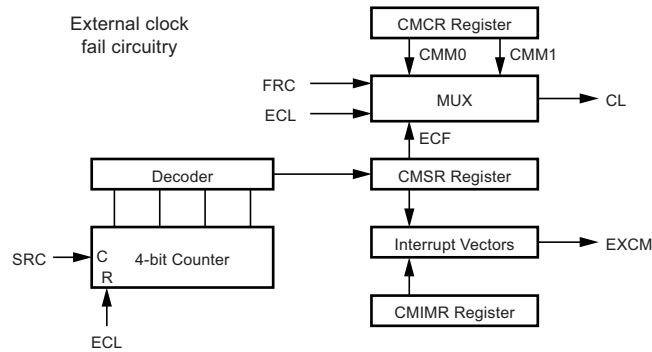 External clock
fail circuitry
CMCR Register
CMM0
CMM1
FRC
MUX
CL
ECL
ECF
Decoder
CMSR Register
SRC
C
4-bit Counter
R
Interrupt Vectors
EXCM
CMIMR Register
ECL